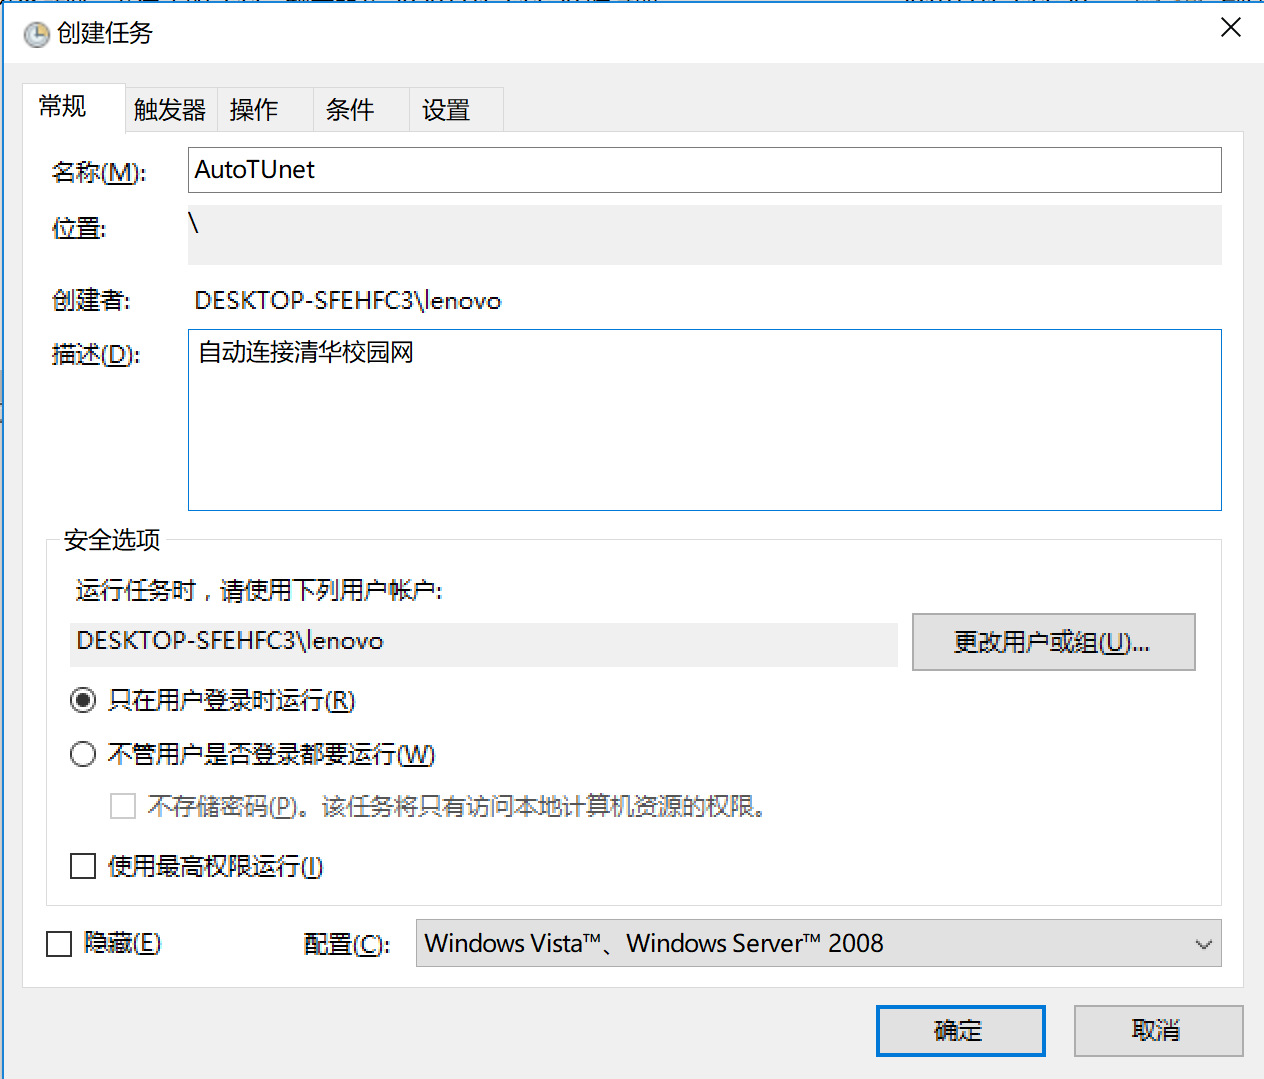 创建任务
常规
触发器
操作
条件
设置
名称(M):
AutoTUnet
位置:
\
创建者:
DESKTOP-SFEHFC3\lenovo
描述(D):
自动连接清华校园网
安全选项
运行任务时，请使用下列用户帐户:
DESKTOP-SFEHFC3\lenovo
更改用户或组(U)...
只在用户登录时运行(R)
不管用户是否登录都要运行(W)
不存储密码(P)。该任务将只有访问本地计算机资源的权限。
使用最高权限运行(I)
隐藏(E)
配置(C):
Windows Vista™、Windows Server™ 2008
确定
取消